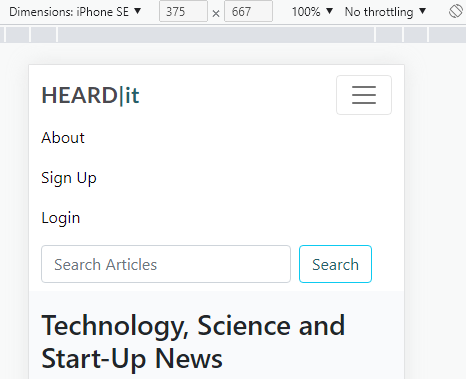 Dimensions: iPhone SE ▼ 375 × 667 100% ▼ No throttling ▼
HEARD|it
About
Sign Up
Login
Search Articles Search
Technology, Science and
Start-Up News